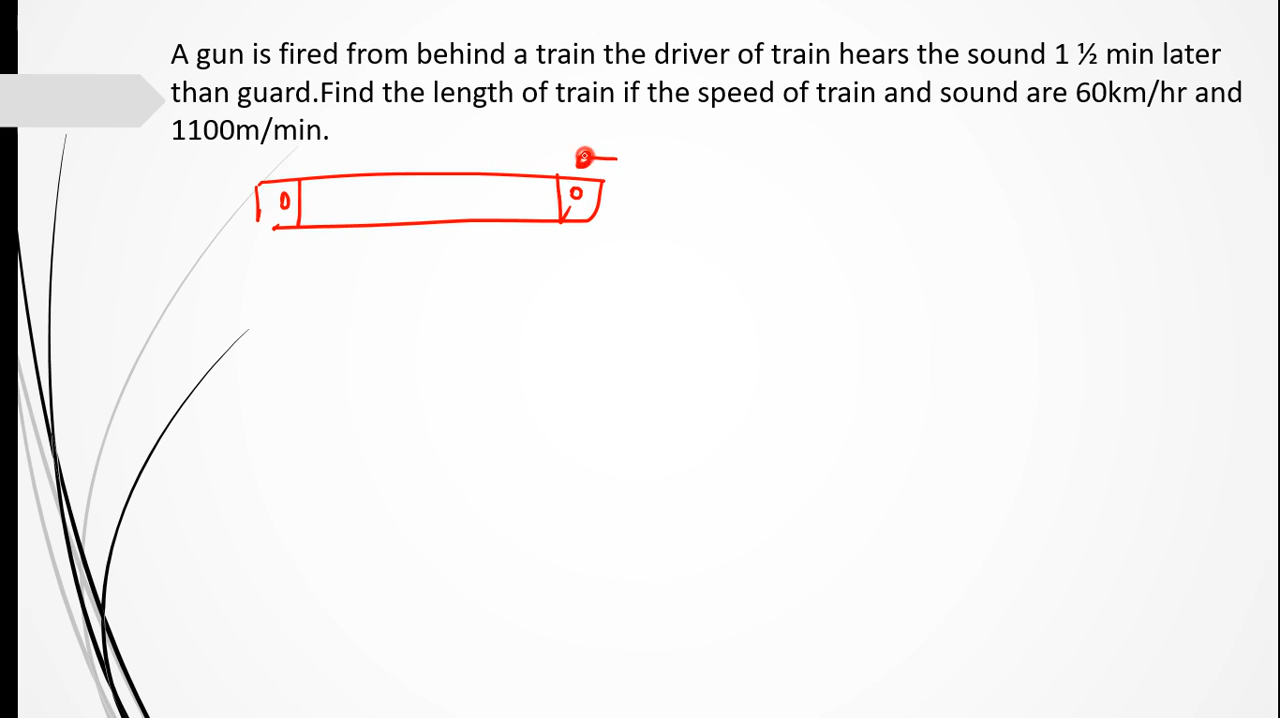 A gun is fired from behind a train the driver of train hears the sound 1 ½ min later
than guard.Find the length of train if the speed of train and sound are 60km/hr and
1100m/min.